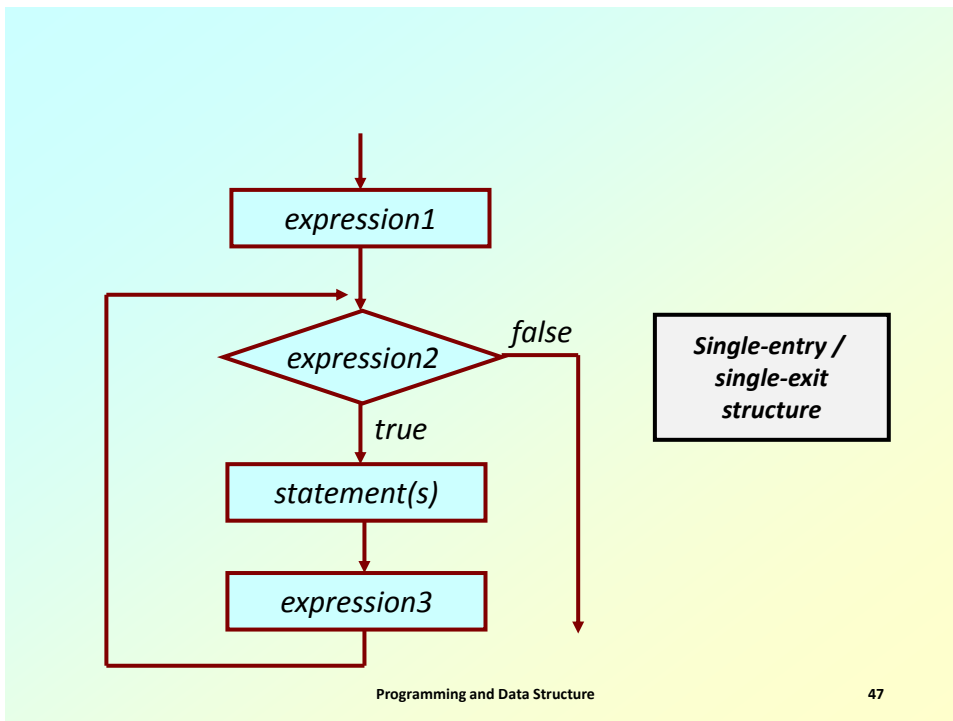 expression1
expression2
false
true
statement(s)
expression3
Single-entry /
single-exit
structure
Programming and Data Structure
47